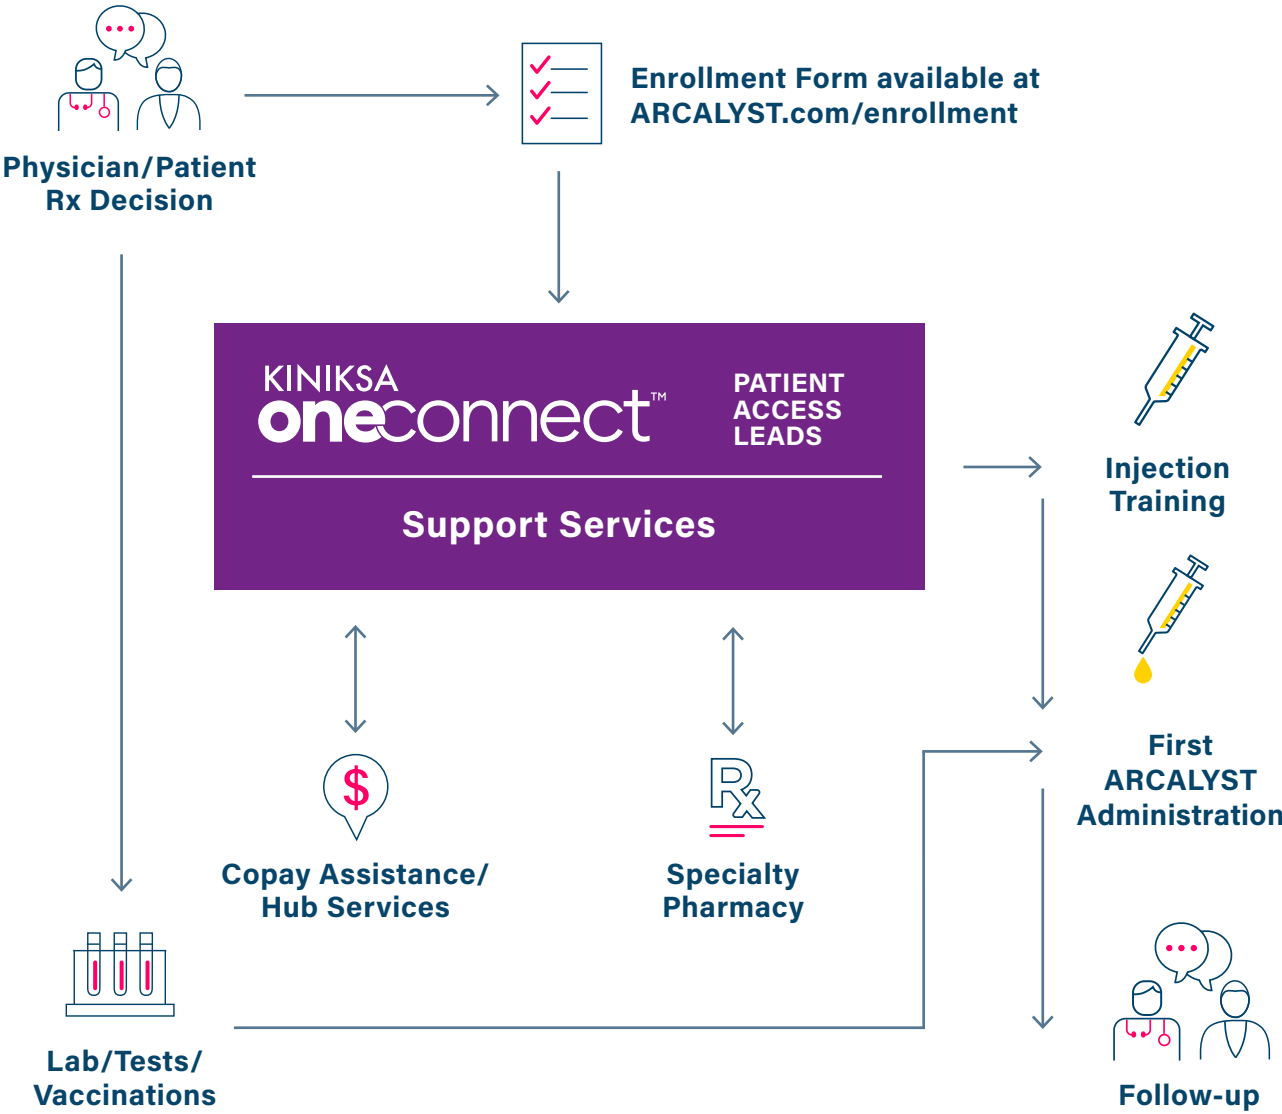 Physician/Patient
Rx Decision
Enrollment Form available at
ARCALYST.com/enrollment
KINIKSA
oneconnect™
PATIENT
ACCESS
LEADS
Support Services
Injection
Training
First
ARCALYST
Administration
$
Copay Assistance/
Hub Services
Rx
Specialty
Pharmacy
Lab/Tests/
Vaccinations
Follow-up